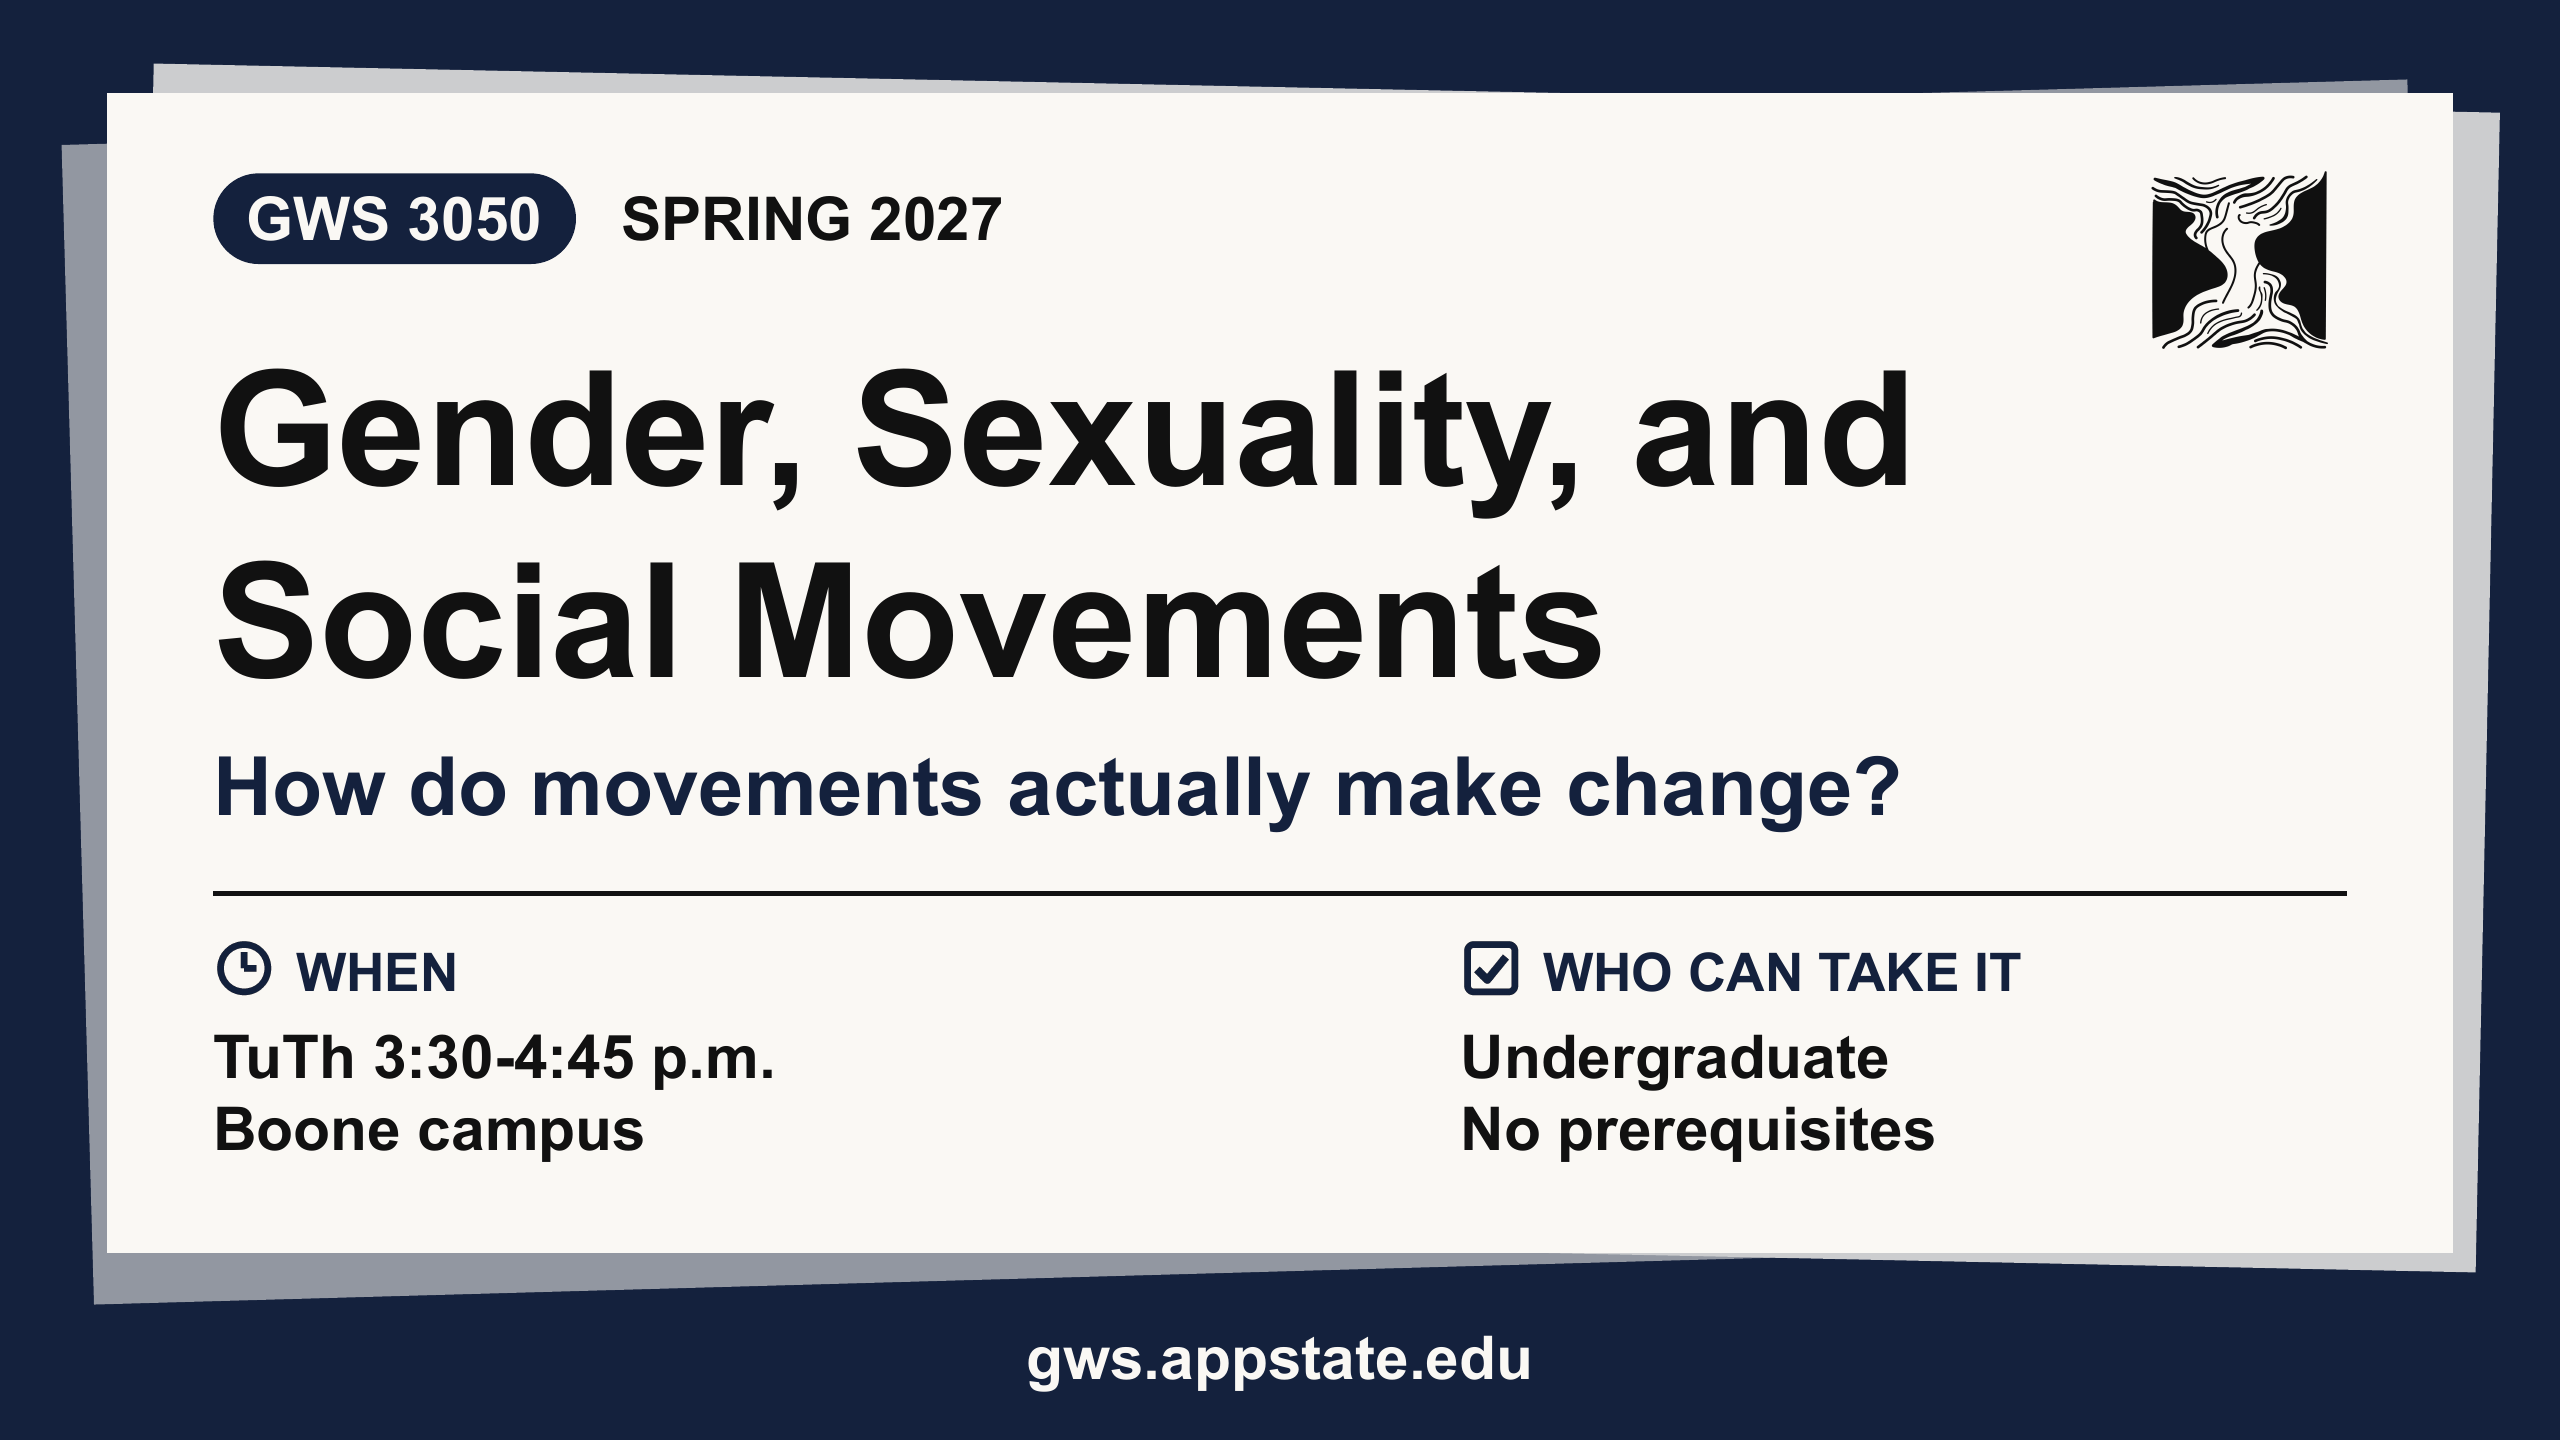 GWS 3050 SPRING 2027
Gender, Sexuality, and
Social Movements
How do movements actually make change?
WHEN
TuTh 3:30-4:45 p.m.
Boone campus
WHO CAN TAKE IT
Undergraduate
No prerequisites
gws.appstate.edu